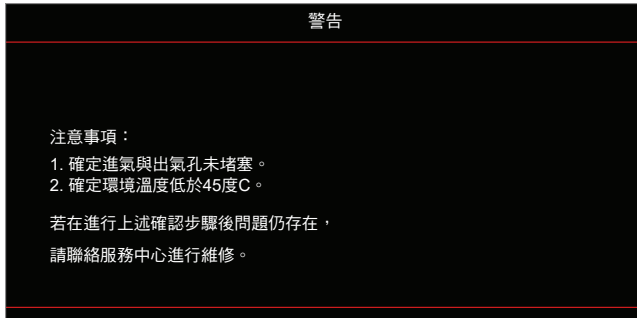 警告
注意事項：
1. 確定進氣與出氣孔未堵塞。
2. 確定環境溫度低於45度C。
若在進行上述確認步驟後問題仍存在，
請聯絡服務中心進行維修。